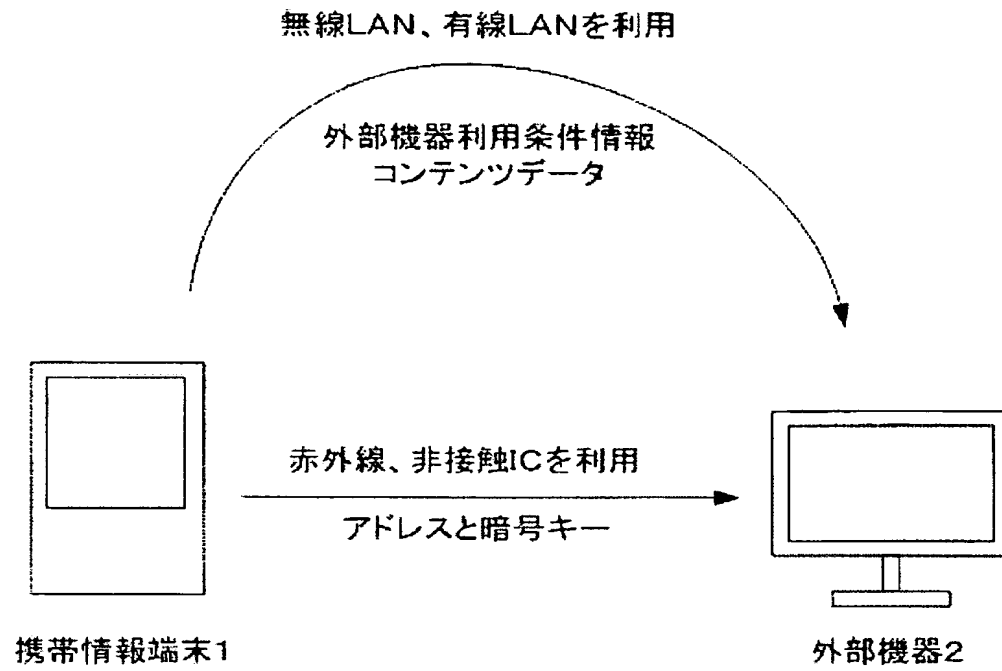 無線LAN、有線LANを利用
外部機器利用条件情報
コンテンツデータ
赤外線、非接触ICを利用
アドレスと暗号キー
携帯情報端末1
外部機器2